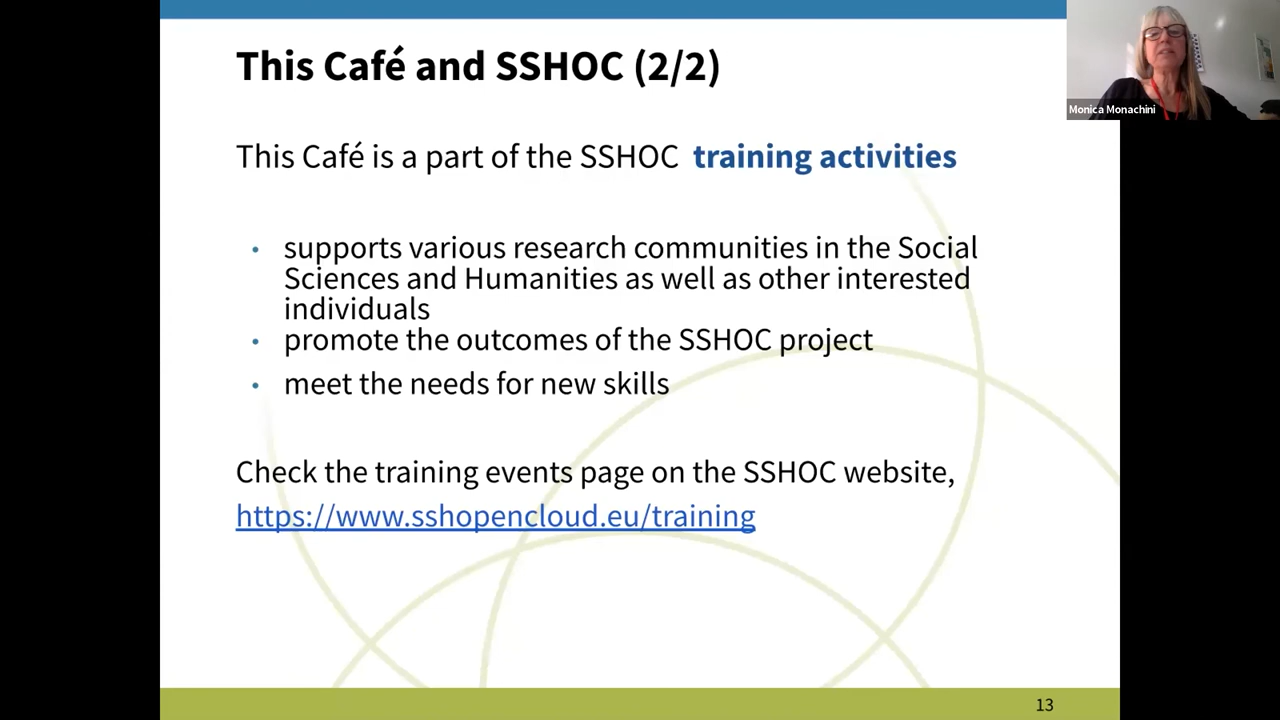 This Café and SSHOC (2/2)
Monica Monachini
This Café is a part of the SSHOC training activities
• supports various research communities in the Social
Sciences and Humanities as well as other interested
individuals
• promote the outcomes of the SSHOC project
• meet the needs for new skills
Check the training events page on the SSHOC website,
https://www.sshopencloud.eu/training
13